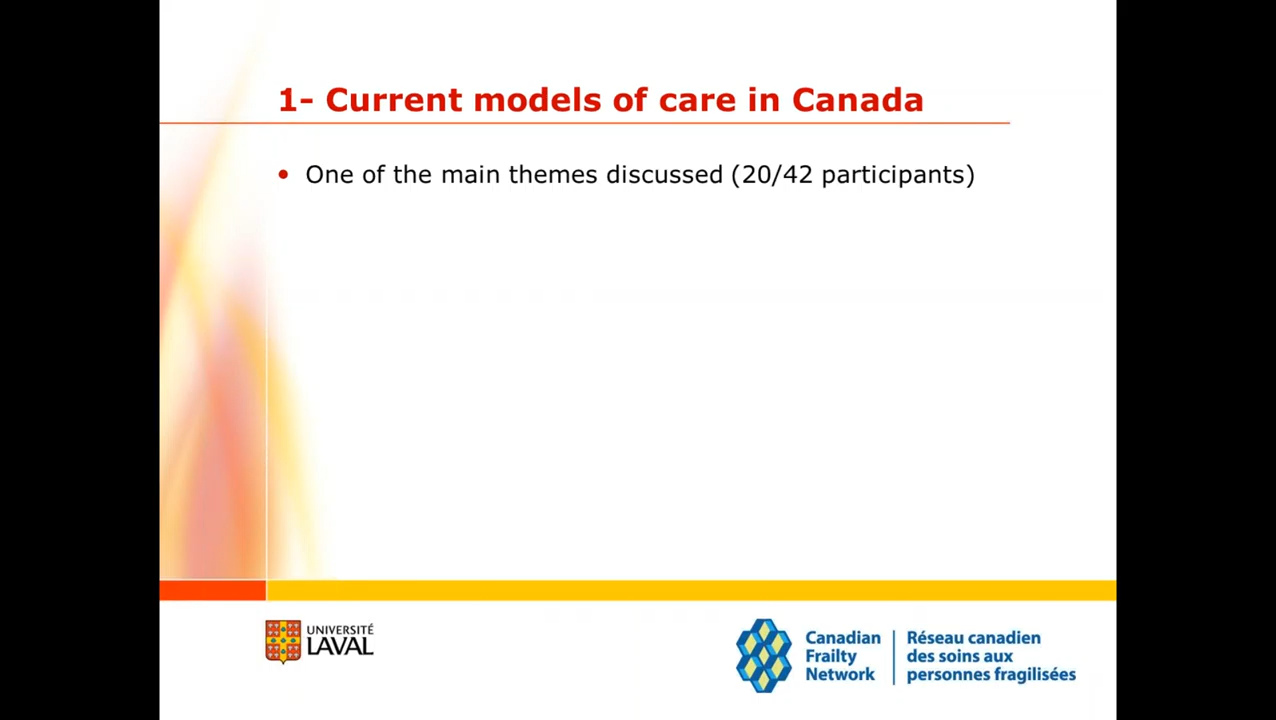 1- Current models of care in Canada
• One of the main themes discussed (20/42 participants)
UNIVERSITÉ
LAVAL
Canadian
Frailty
Network
Réseau canadien
des soins aux
personnes fragilisées